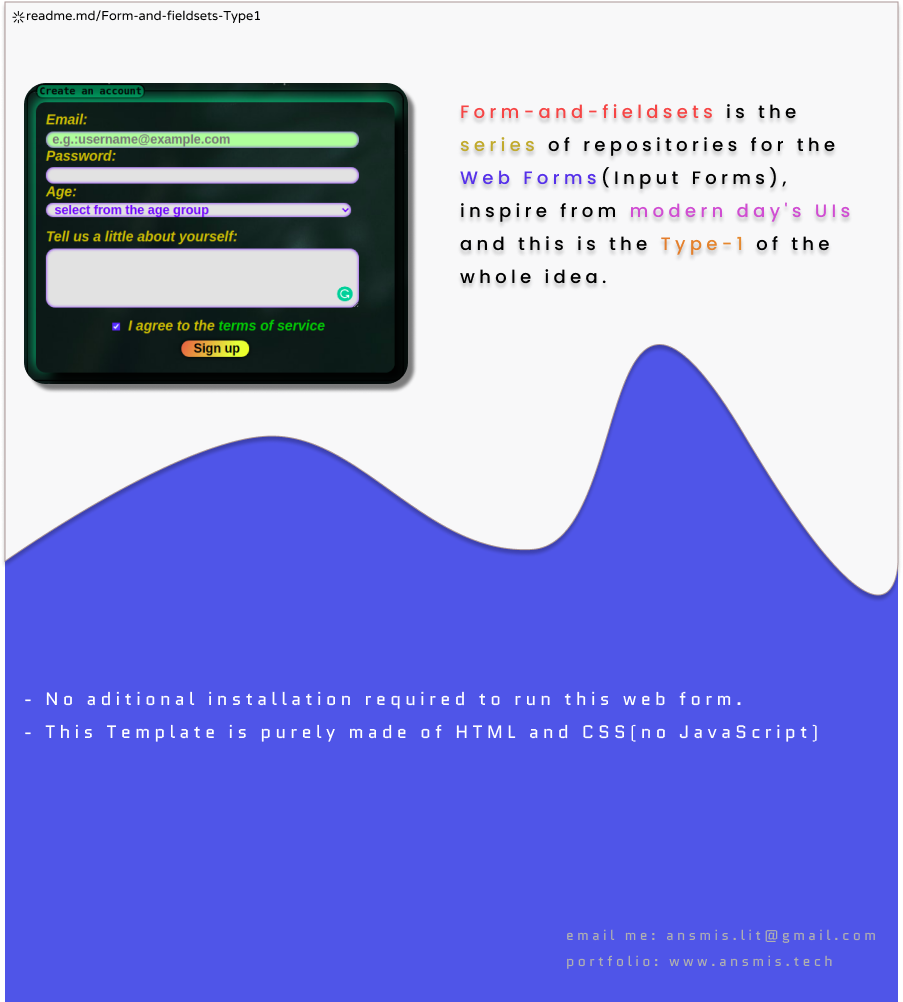 readme.md/Form-and-fieldsets-Type1
Create an account
Email:
e.g.:username@example.com
Password:
Age:
select from the age group
Tell us a little about yourself:
I agree to the terms of service
Sign up
Form-and-fieldsets is the
series of repositories for the
Web Forms(Input Forms),
inspire from modern day's UIs
and this is the Type-1 of the
whole idea.
- No aditional installation required to run this web form.
- This Template is purely made of HTML and CSS(no JavaScript)
email me: ansmis.lit@gmail.com
portfolio: www.ansmis.tech